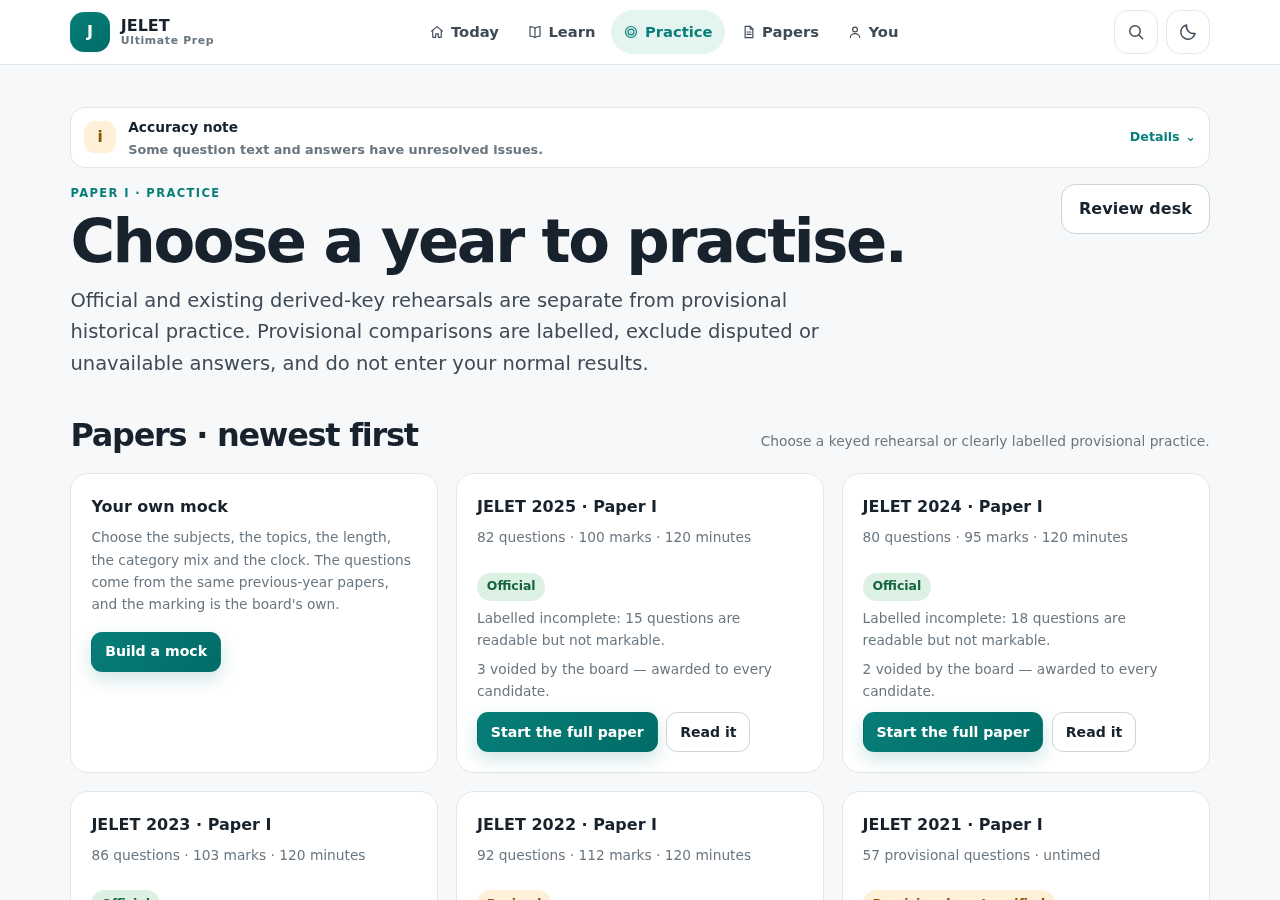 J
JELET
Ultimate Prep
Today
Learn
Practice
Papers
You
i
Accuracy note
Some question text and answers have unresolved issues.
Details
PAPER I · PRACTICE
Review desk
Choose a year to practise.
Official and existing derived-key rehearsals are separate from provisional
historical practice. Provisional comparisons are labelled, exclude disputed or
unavailable answers, and do not enter your normal results.
Papers · newest first
Choose a keyed rehearsal or clearly labelled provisional practice.
Your own mock
Choose the subjects, the topics, the length,
the category mix and the clock. The questions
come from the same previous-year papers,
and the marking is the board's own.
Build a mock
JELET 2025 · Paper I
82 questions · 100 marks · 120 minutes
Official
Labelled incomplete: 15 questions are
readable but not markable.
3 voided by the board — awarded to every
candidate.
Start the full paper
Read it
JELET 2024 · Paper I
80 questions · 95 marks · 120 minutes
Official
Labelled incomplete: 18 questions are
readable but not markable.
2 voided by the board — awarded to every
candidate.
Start the full paper
Read it
JELET 2023 · Paper I
86 questions · 103 marks · 120 minutes
JELET 2022 · Paper I
92 questions · 112 marks · 120 minutes
JELET 2021 · Paper I
57 provisional questions · untimed